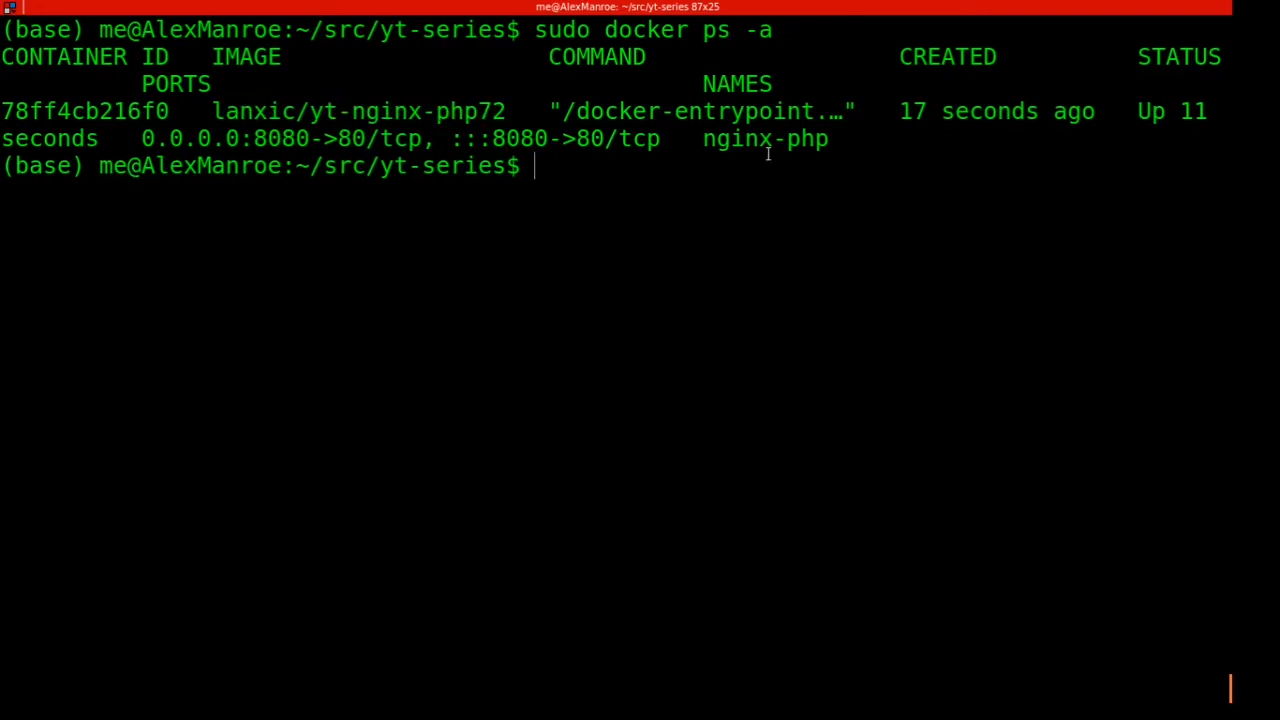 me@AlexManroe: ~/src/yt-series 87x25
(base) me@AlexManroe:~/src/yt-series$ sudo docker ps -a
CONTAINER ID   IMAGE                   COMMAND                  CREATED          STATUS
          PORTS                                   NAMES
78ff4cb216f0   lanxic/yt-nginx-php72   "/docker-entrypoint.…"   17 seconds ago   Up 11
seconds   0.0.0.0:8080->80/tcp, :::8080->80/tcp   nginx-php
(base) me@AlexManroe:~/src/yt-series$